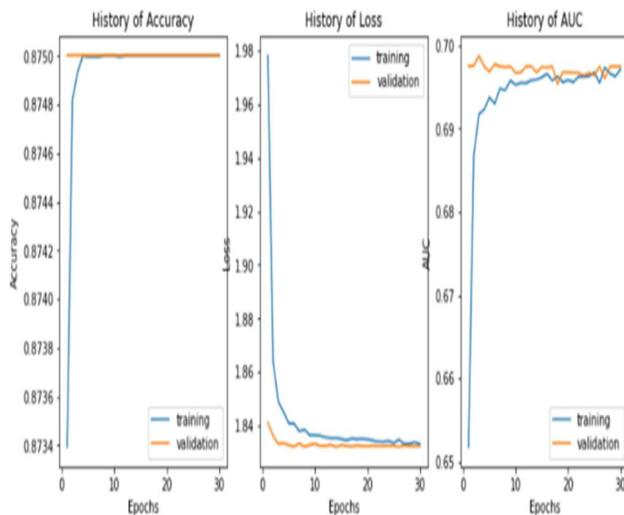 History of Accuracy
0.8750
0.8748
0.8746
0.8744
0.8742
0.8740
0.8738
0.8736
0.8734
Accuracy
training
validation
0
10
20
30
Epochs
History of Loss
1.98
1.96
1.94
1.92
1.90
1.88
1.86
1.84
Loss
training
validation
0
10
20
30
Epochs
History of AUC
0.70
0.69
0.68
0.67
0.66
0.65
AUC
training
validation
0
10
20
30
Epochs